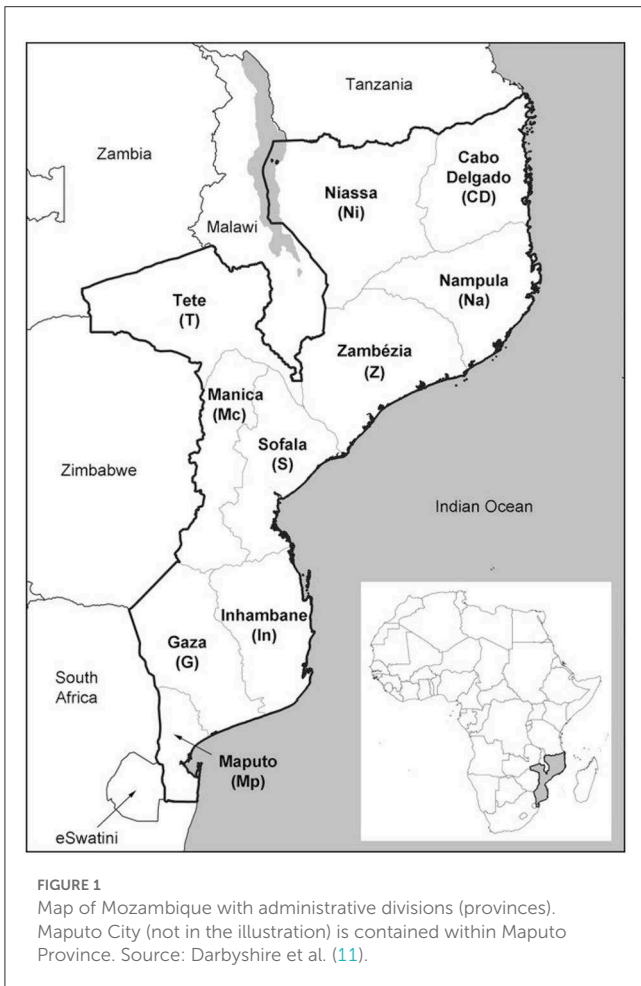 Tanzania
Zambia
Cabo
Delgado
(CD)
Niassa
(Ni)
Malawi
Nampula
(Na)
Tete
(T)
Zambézia
(Z)
Manica
(Mc)
Sofala
(S)
Zimbabwe
Indian Ocean
Inhambane
(In)
Gaza
(G)
South
Africa
Maputo
(Mp)
eSwatini
FIGURE 1
Map of Mozambique with administrative divisions (provinces).
Maputo City (not in the illustration) is contained within Maputo
Province. Source: Darbyshire et al. (11).